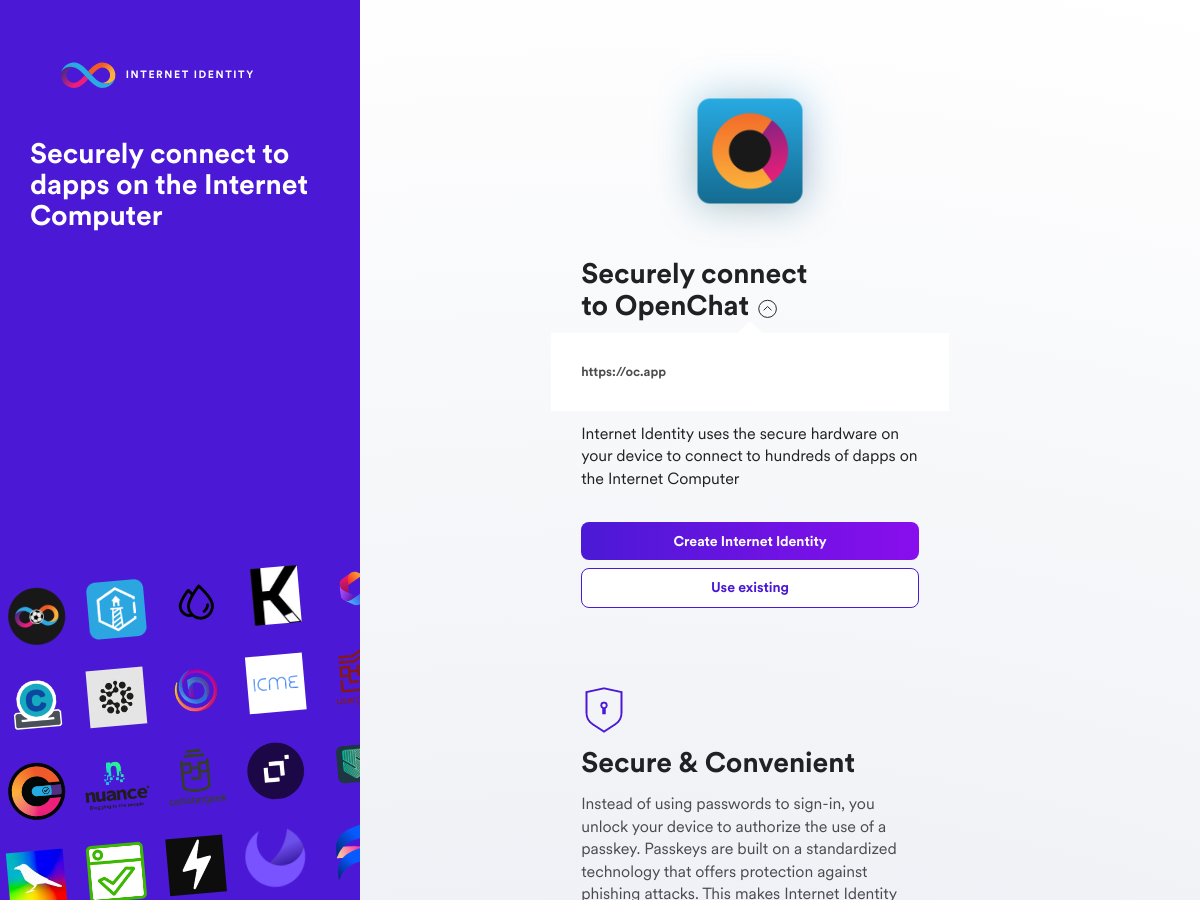 INTERNET IDENTITY
Securely connect to
dapps on the Internet
Computer
Securely connect
to OpenChat
https://oc.app
Internet Identity uses the secure hardware on
your device to connect to hundreds of dapps on
the Internet Computer
Create Internet Identity
Use existing
K
ICME
C
n
nuance
Secure & Convenient
Instead of using passwords to sign-in, you
unlock your device to authorize the use of a
passkey. Passkeys are built on a standardized
technology that offers protection against
phishing attacks. This makes Internet Identity